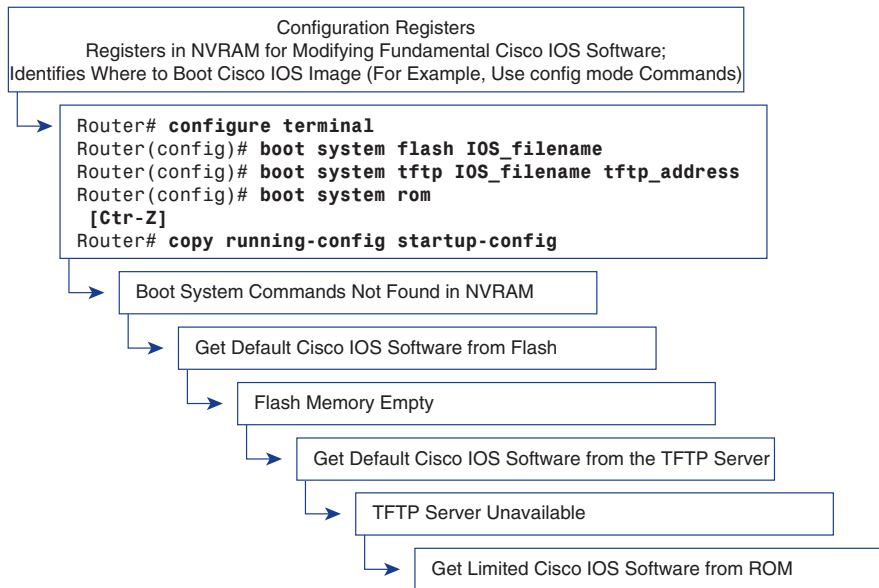 Configuration Registers
Registers in NVRAM for Modifying Fundamental Cisco IOS Software;
Identifies Where to Boot Cisco IOS Image (For Example, Use config mode Commands)
Router# configure terminal
Router(config)# boot system flash IOS_filename
Router(config)# boot system tftp IOS_filename tftp_address
Router(config)# boot system rom
[Ctr-Z]
Router# copy running-config startup-config
Boot System Commands Not Found in NVRAM
Get Default Cisco IOS Software from Flash
Flash Memory Empty
Get Default Cisco IOS Software from the TFTP Server
TFTP Server Unavailable
Get Limited Cisco IOS Software from ROM